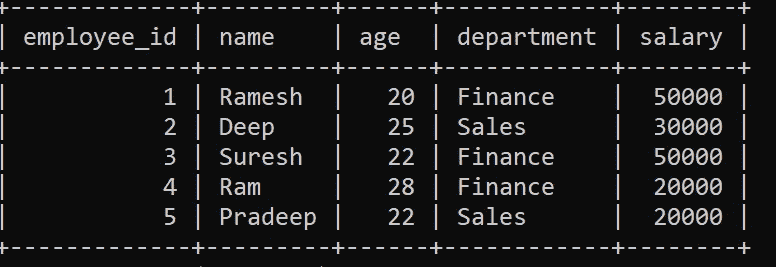 +-------------+---------+------+------------+--------+
| employee_id | name    | age  | department | salary |
+-------------+---------+------+------------+--------+
|           1 | Ramesh  |   20 | Finance    |  50000 |
|           2 | Deep    |   25 | Sales      |  30000 |
|           3 | Suresh  |   22 | Finance    |  50000 |
|           4 | Ram     |   28 | Finance    |  20000 |
|           5 | Pradeep |   22 | Sales      |  20000 |
+-------------+---------+------+------------+--------+